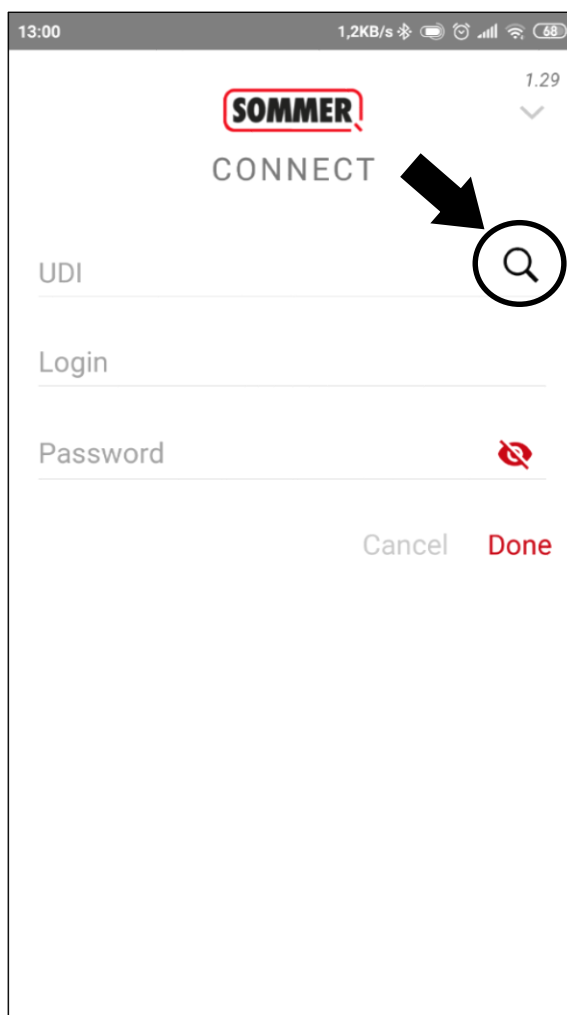 13:00 1,2KB/s 68
1.29
SOMMER
CONNECT
UDI
Login
Password
Cancel Done